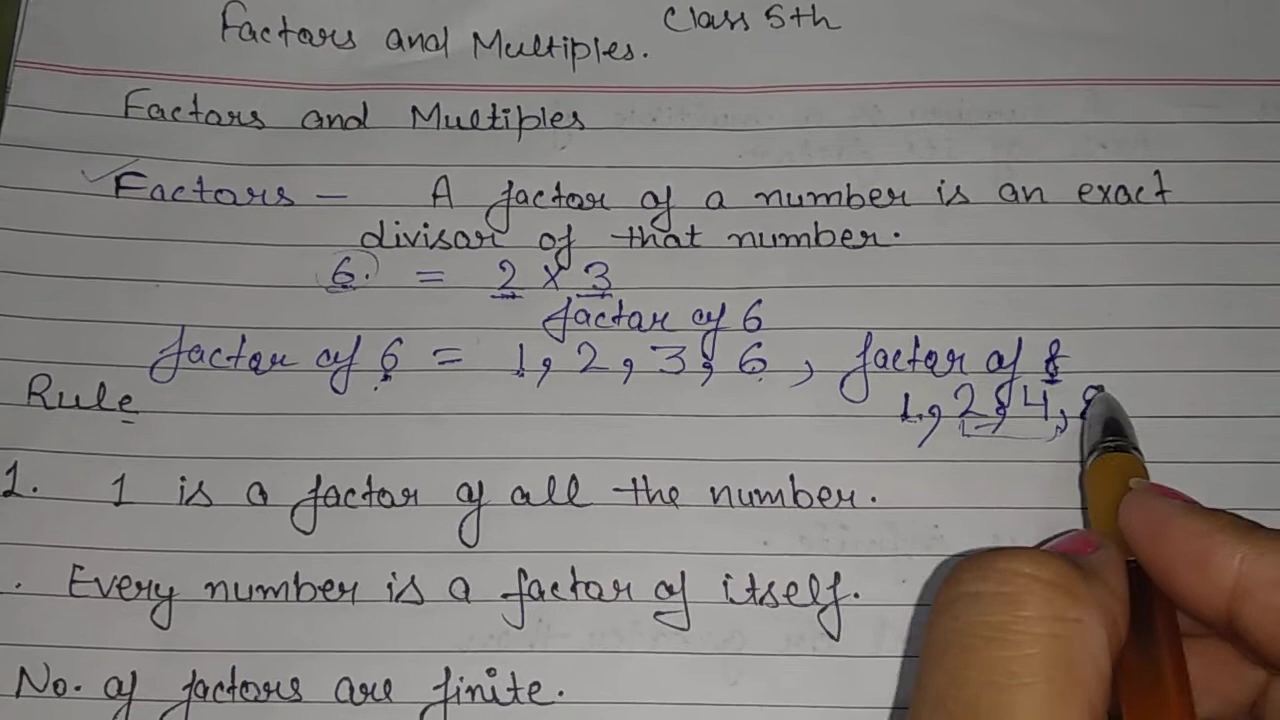 Factors and Multiples. Class 5th
Factors and Multiples
Factors - A factor of a number is an exact
divisar of that number.
6. = 2 x 3
factor of 6
factor of 6 = 1, 2, 3, 6, factor of 8
1, 2, 4, 8
Rule
1. 1 is a factor of all the number.
. Every number is a factor of itself.
No. of factors are finite.